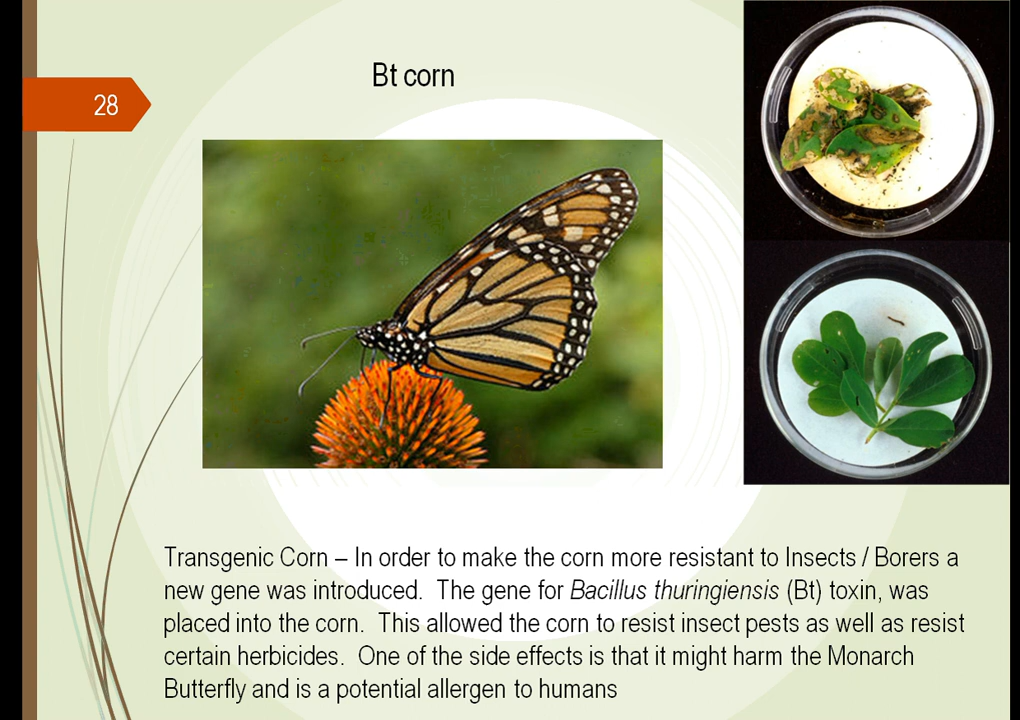 Bt corn
28
Transgenic Corn – In order to make the corn more resistant to Insects / Borers a
new gene was introduced.  The gene for Bacillus thuringiensis (Bt) toxin, was
placed into the corn.  This allowed the corn to resist insect pests as well as resist
certain herbicides.  One of the side effects is that it might harm the Monarch
Butterfly and is a potential allergen to humans